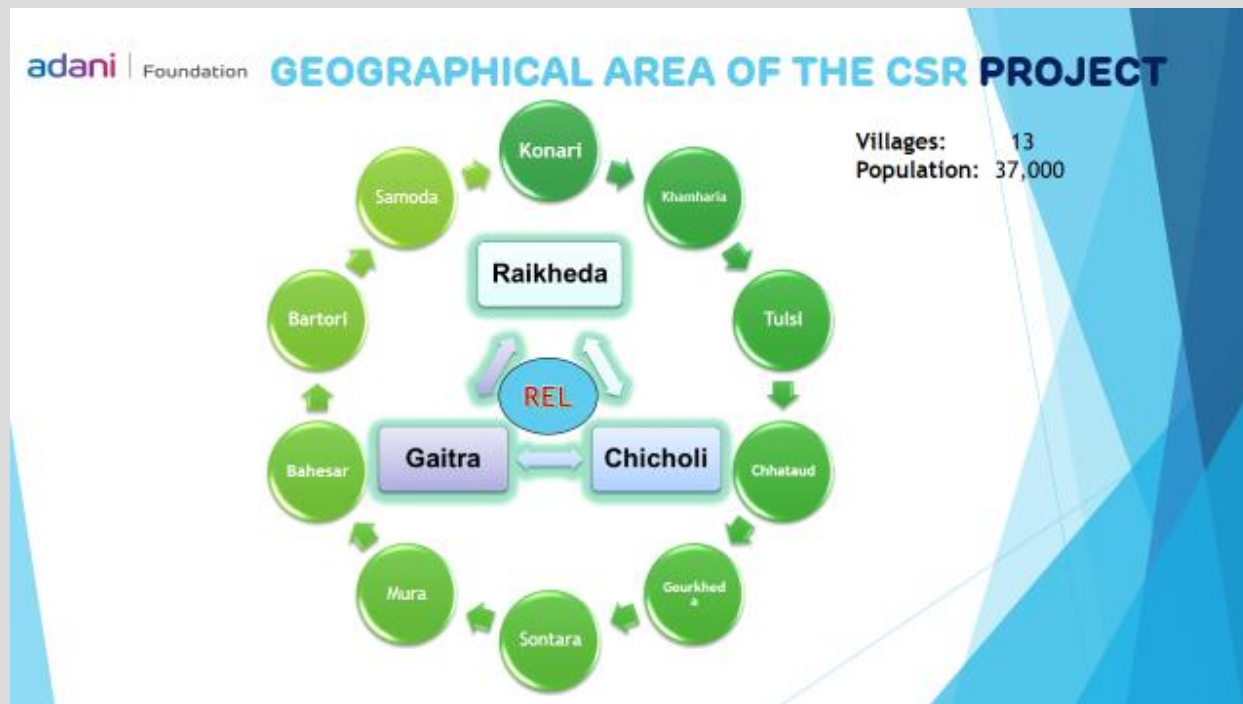 adani | Foundation GEOGRAPHICAL AREA OF THE CSR PROJECT
Villages: 13
Population: 37,000
Konari
Khamharia
Tulsi
Chhataud
Gourkhed
a
Sontara
Mura
Bahesar
Bartori
Samoda
Raikheda
REL
Gaitra
Chicholi